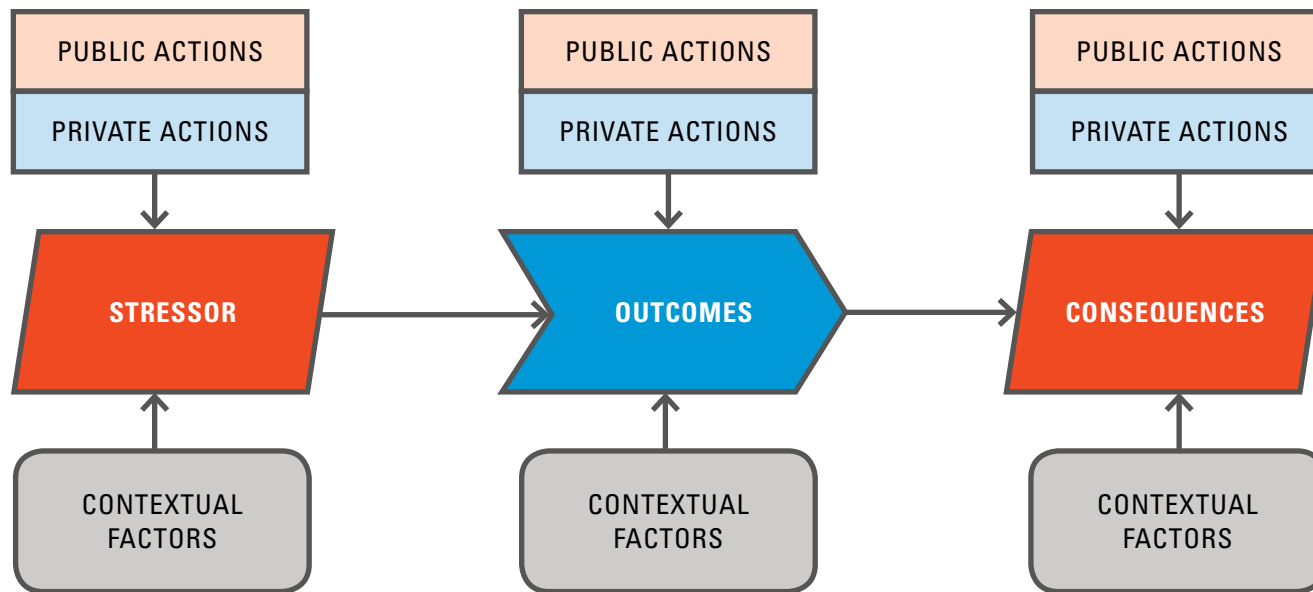 PUBLIC ACTIONS
PRIVATE ACTIONS
PUBLIC ACTIONS
PRIVATE ACTIONS
PUBLIC ACTIONS
PRIVATE ACTIONS
STRESSOR
OUTCOMES
CONSEQUENCES
CONTEXTUAL
FACTORS
CONTEXTUAL
FACTORS
CONTEXTUAL
FACTORS